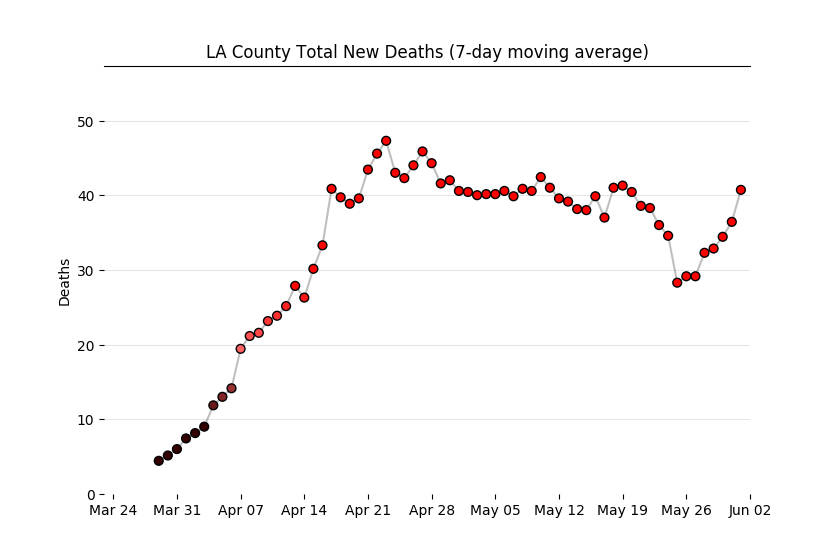 LA County Total New Deaths (7-day moving average)
50
40
30
20
10
0
Deaths
Mar 24 Mar 31 Apr 07 Apr 14 Apr 21 Apr 28 May 05 May 12 May 19 May 26 Jun 02